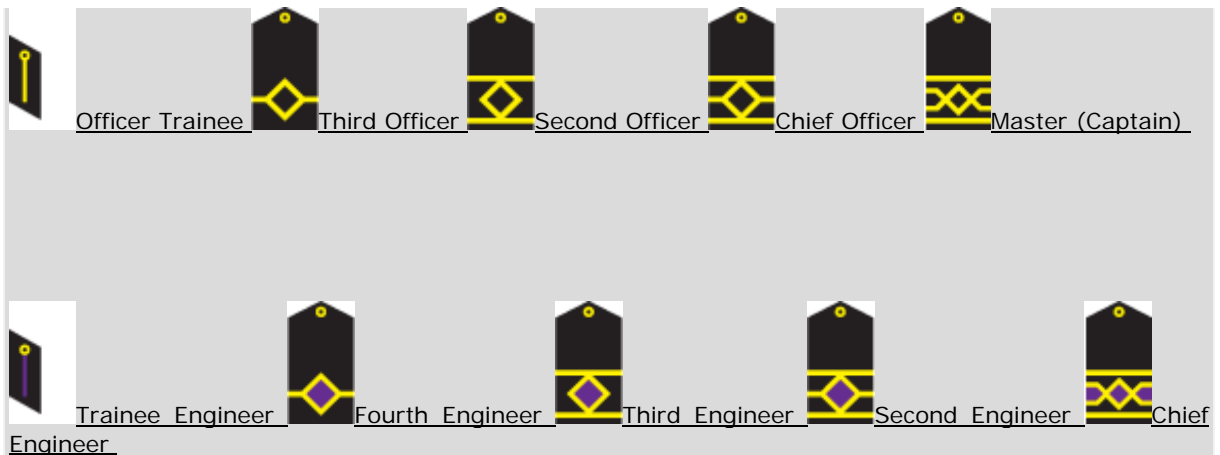 Officer Trainee Third Officer Second Officer Chief Officer Master (Captain)
Trainee Engineer Fourth Engineer Third Engineer Second Engineer Chief
Engineer